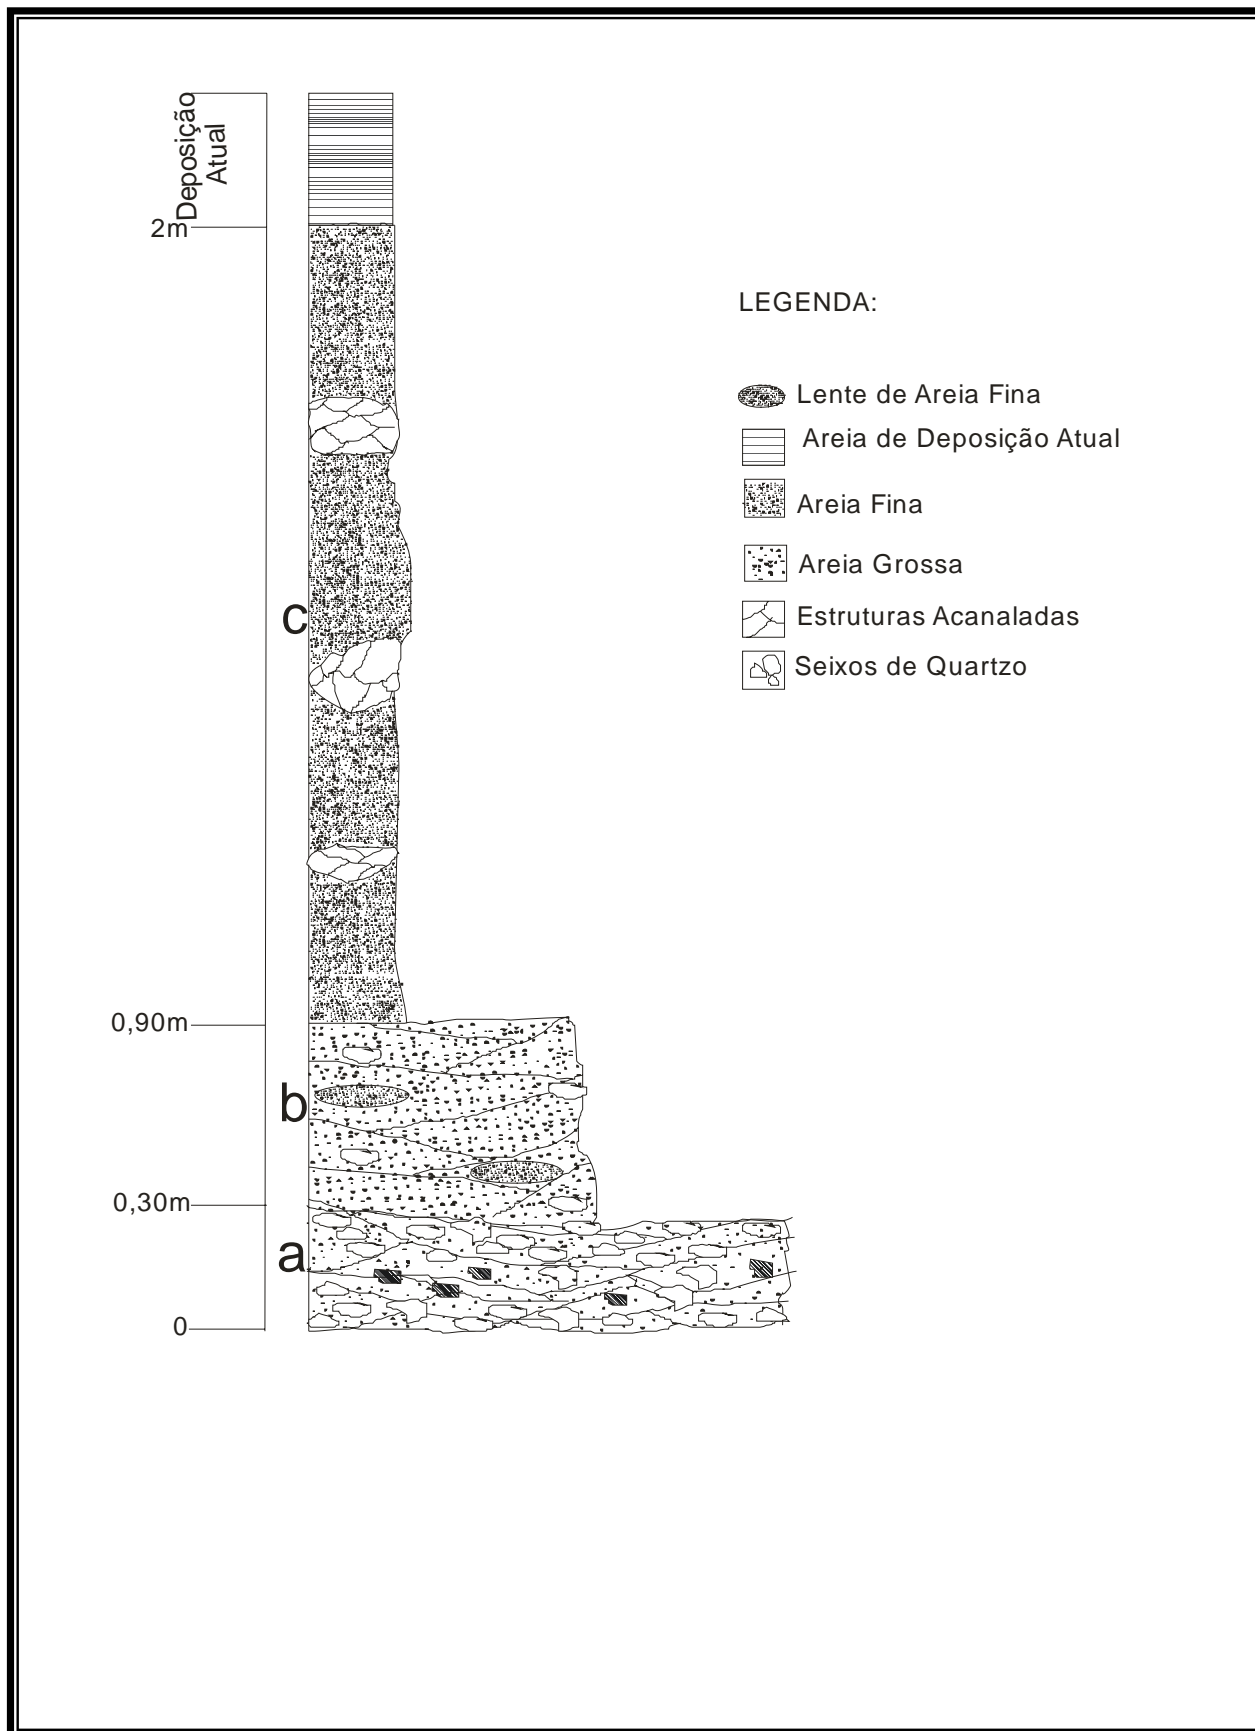 Deposição
Atual
2m
LEGENDA:
Lente de Areia Fina
Areia de Deposição Atual
Areia Fina
Areia Grossa
Estruturas Acanaladas
Seixos de Quartzo
c
0,90m
b
0,30m
a
0